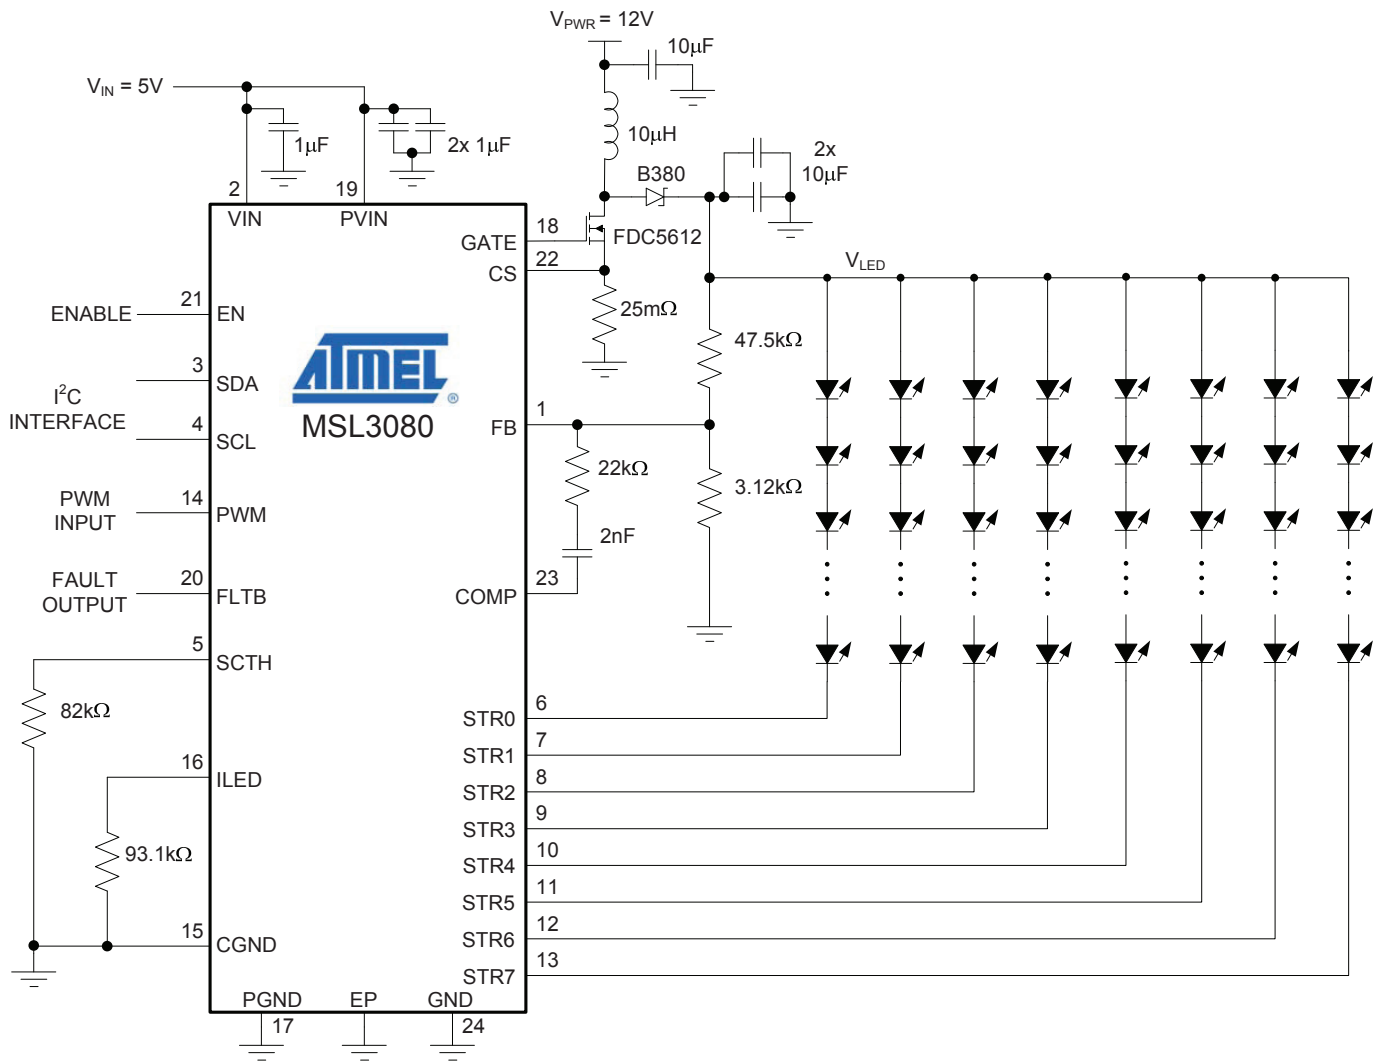 V_PWR = 12V
10µF
V_IN = 5V
1µF
2x 1µF
10µH
B380
2x
10µF
2
19
VIN
PVIN
18
GATE
FDC5612
22
CS
V_LED
25mΩ
47.5kΩ
21
ENABLE
EN
ATMEL
®
MSL3080
3
SDA
I²C
INTERFACE
4
SCL
1
FB
22kΩ
3.12kΩ
PWM
INPUT
14
PWM
2nF
FAULT
OUTPUT
20
FLTB
23
COMP
5
SCTH
82kΩ
6
STR0
7
STR1
16
ILED
8
STR2
9
STR3
93.1kΩ
10
STR4
11
STR5
15
CGND
12
STR6
13
STR7
PGND
EP
GND
17
24